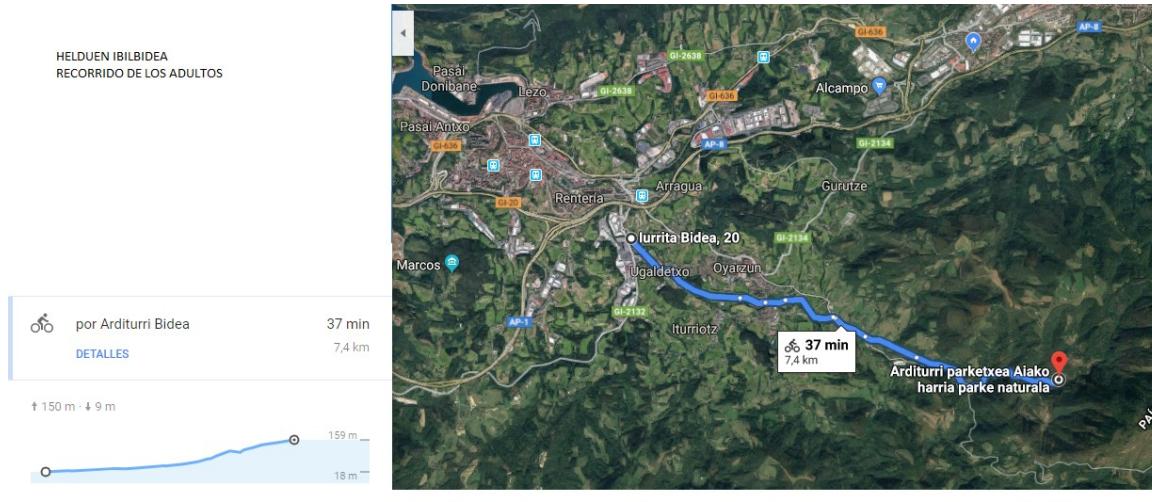 HELDUEN IBILBIDEA
RECORRIDO DE LOS ADULTOS
por Arditurri Bidea
37 min
DETALLES
7,4 km
↑ 150 m · ↓ 9 m
159 m
18 m
GI-636
AP-8
GI-2638
Pasai
Donibane
Lezo
GI-2638
GI-636
Alcampo
Pasai Antxo
GI-636
AP-8
GI-2134
Arragua
Gurutze
GI-20
Renteria
Iurrita Bidea, 20
GI-2134
Marcos
Ugaldetxo
Oyarzun
AP-1
GI-2132
Iturriotz
37 min
7,4 km
Arditurri parketxea Aiako
harria parke naturala